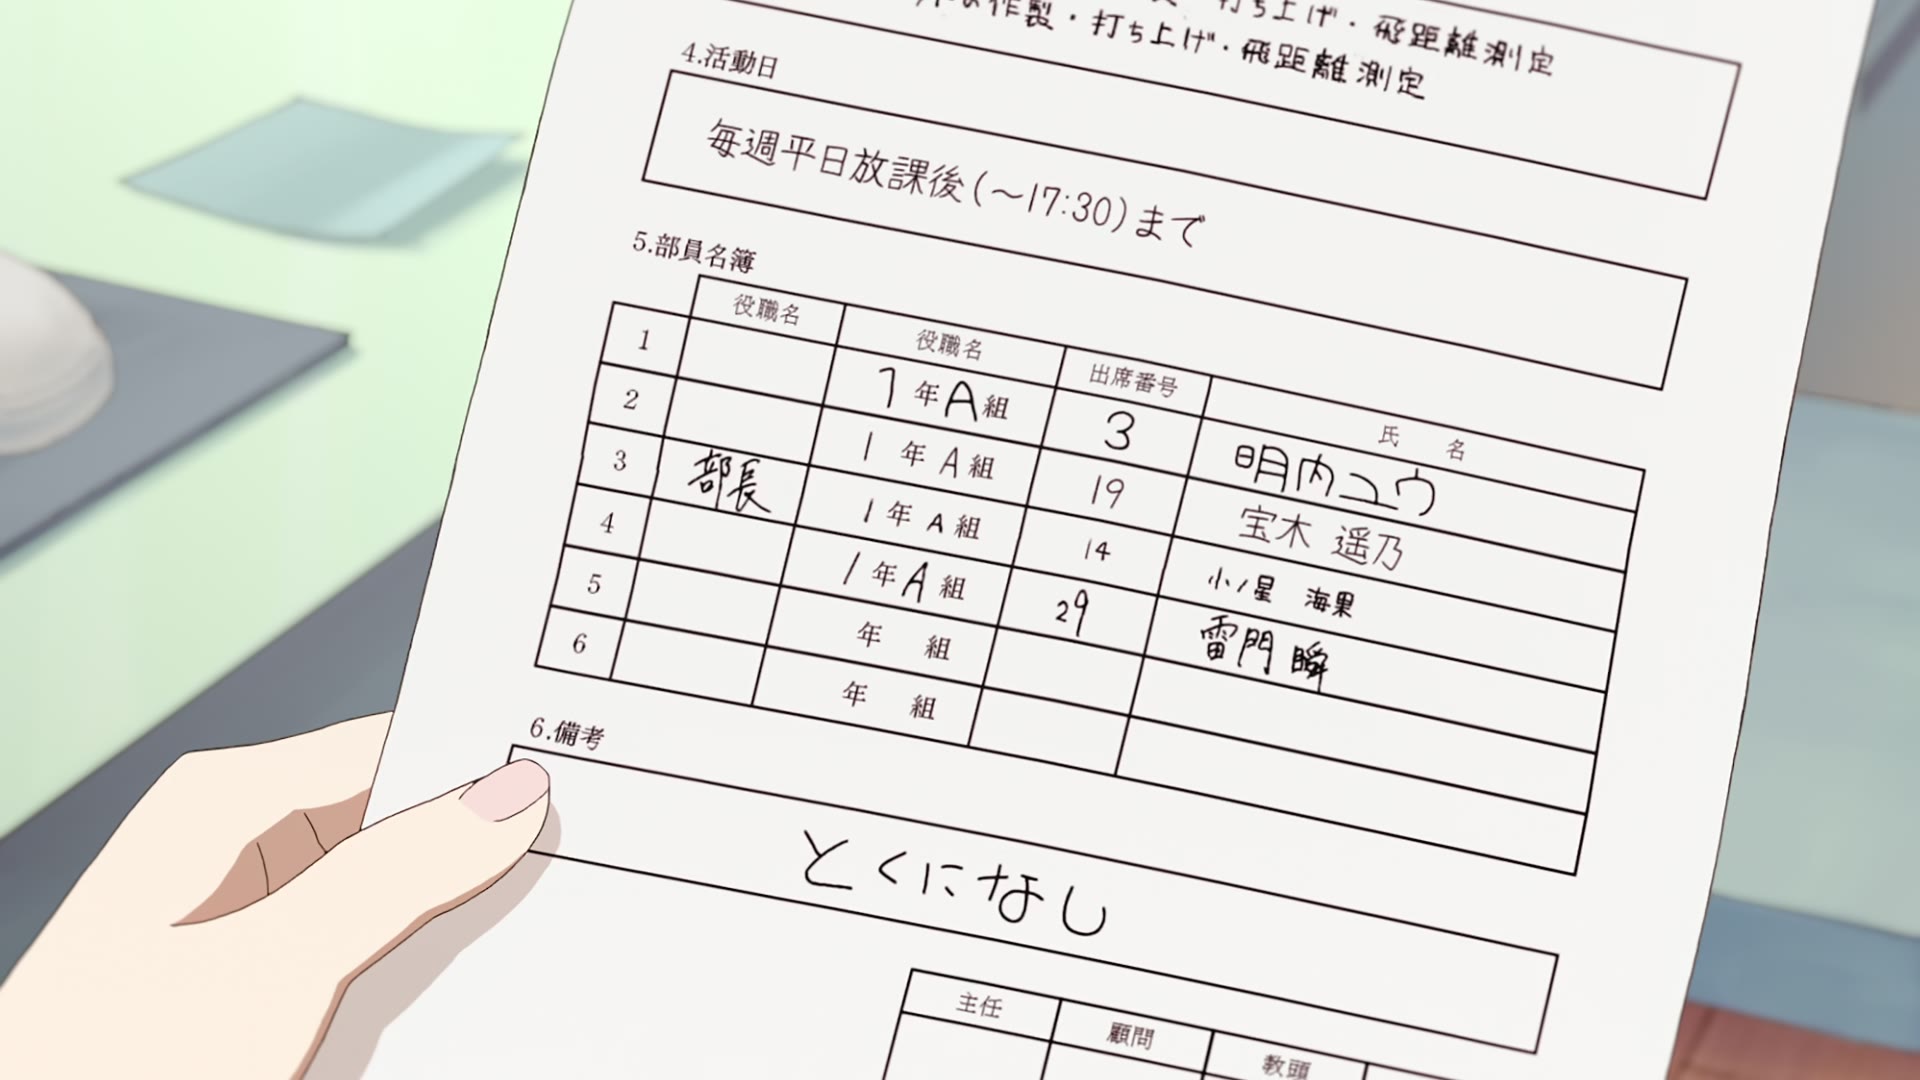 打ち上げ・飛距離測定
の作製・打ち上げ・飛距離測定
4.活動日
毎週平日放課後(〜17:30)まで
5.部員名簿
役職名 役職名 出席番号 氏 名
1 1年A組 3 明内ユウ
2 1年A組 19 宝木 遥乃
3 部長 1年A組 14 小ノ星 海果
4 1年A組 29 雷門 瞬
5 年 組
6 年 組
6.備考
とくになし
主任 顧問 教頭